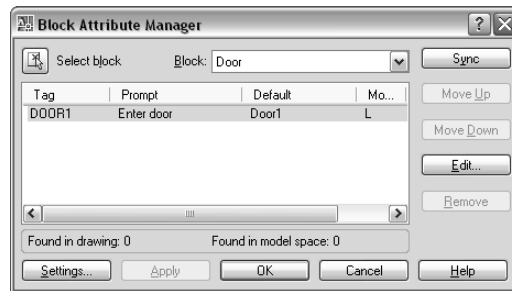 Block Attribute Manager
Select block Block: Door Sync
Tag Prompt Default Mo... Move Up
DOOR1 Enter door Door1 L
Move Down
Edit...
Remove
Found in drawing: 0 Found in model space: 0
Settings... Apply OK Cancel Help